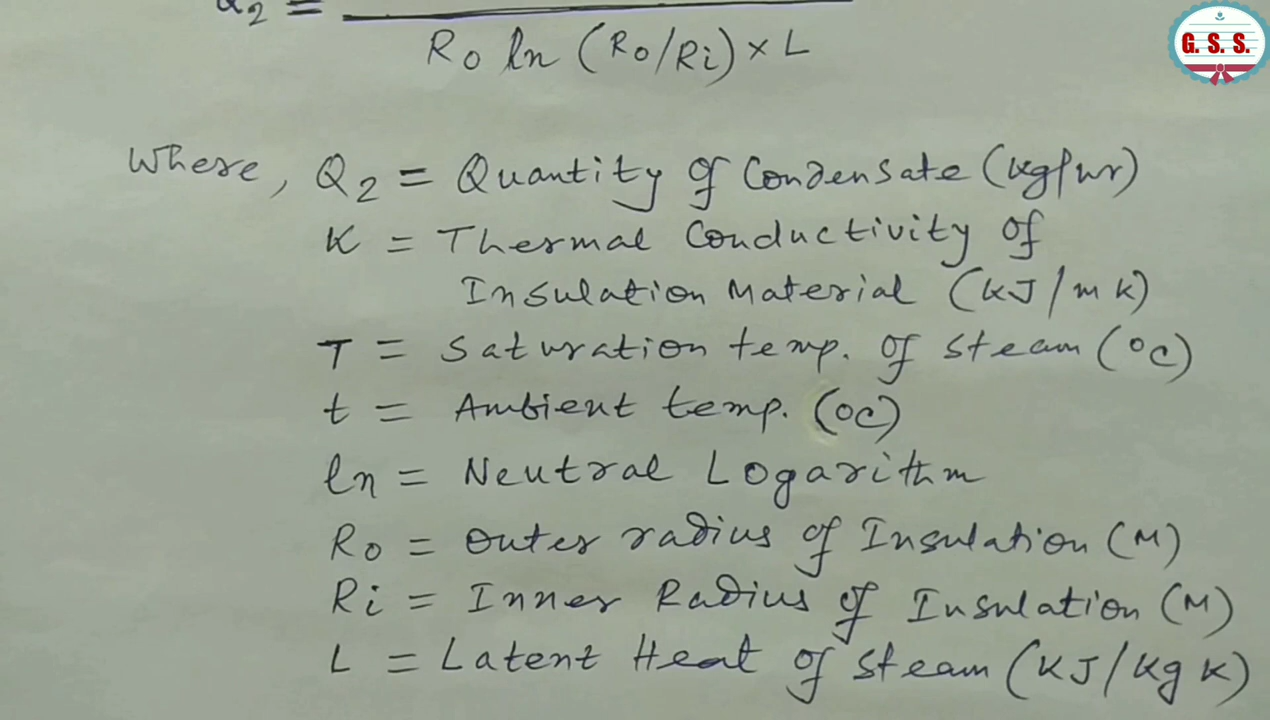 Q2 =
Ro ln (Ro/Ri) × L
G. S. S.
Where, Q2 = Quantity of Condensate (kg/hr)
K = Thermal Conductivity of
Insulation Material (KJ/m k)
T = Saturation temp. of steam (°C)
t = Ambient temp. (°C)
ln = Neutral Logarithm
Ro = Outer radius of Insulation (M)
Ri = Inner Radius of Insulation (M)
L = Latent Heat of steam (KJ/kg k)